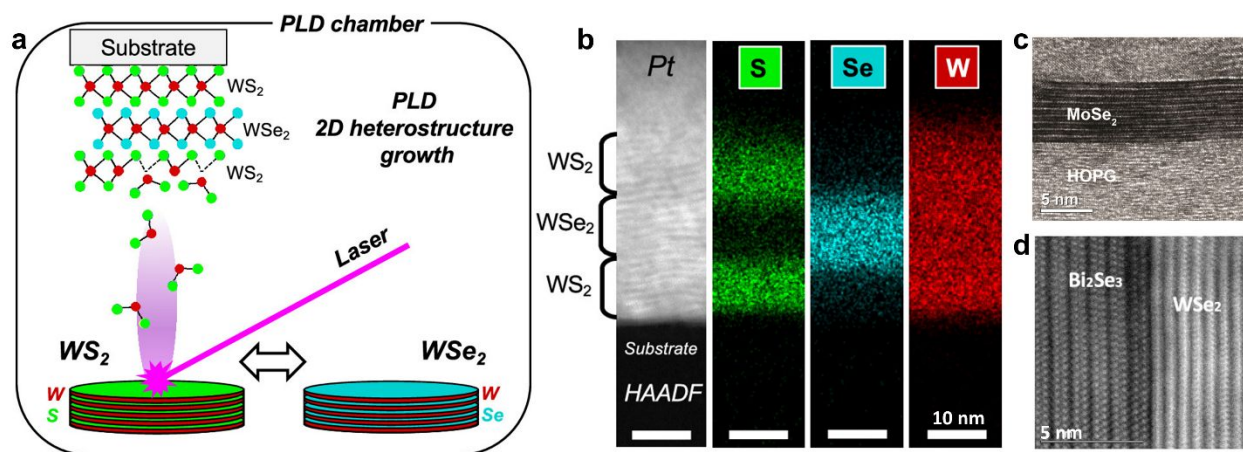 a
PLD chamber
Substrate
WS₂
WSe₂
WS₂
PLD
2D heterostructure
growth
Laser
WS₂
WSe₂
W
S
W
Se
b
Pt
S
Se
W
WS₂
WSe₂
WS₂
Substrate
HAADF
10 nm
c
MoSe₂
HOPG
5 nm
d
Bi₂Se₃
WSe₂
5 nm